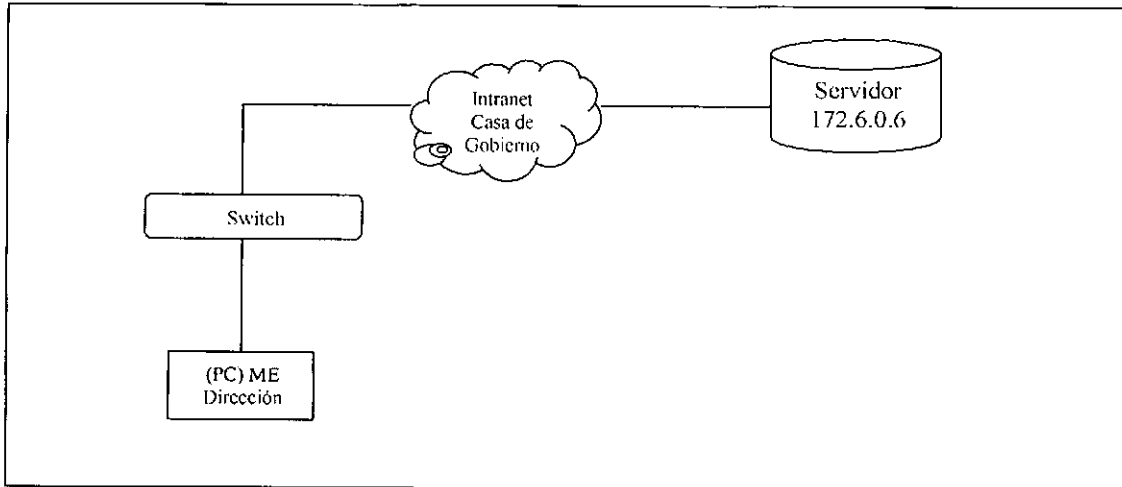 Intranet
Casa de
Gobierno
Servidor
172.6.0.6
Switch
(PC) ME
Dirección